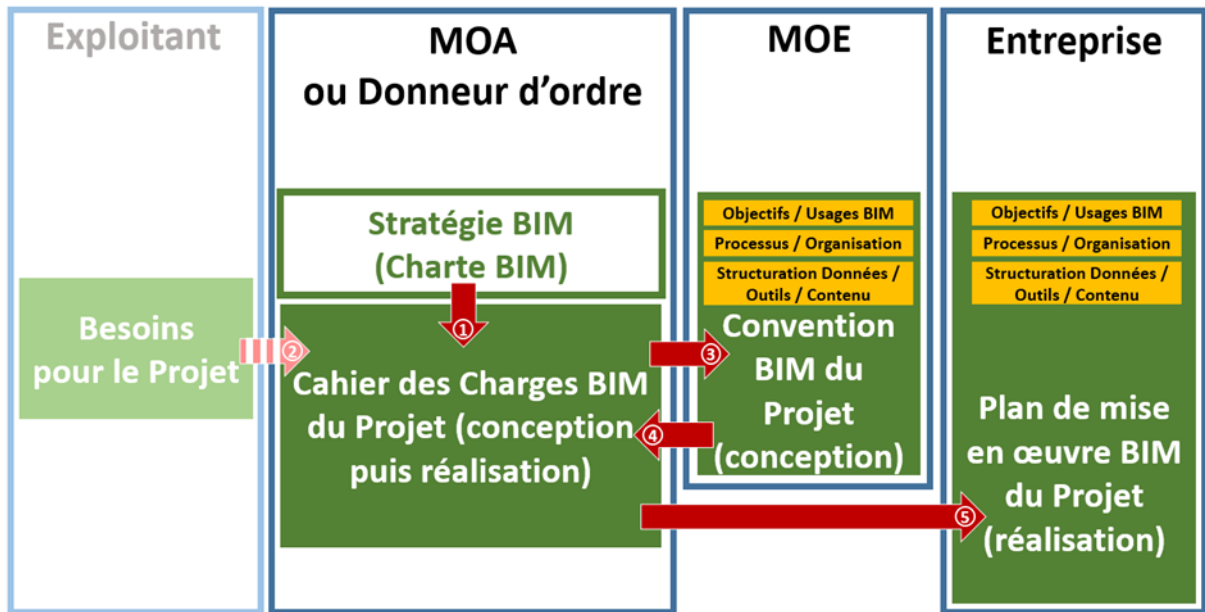 Exploitant
MOA
ou Donneur d'ordre
MOE
Entreprise
Stratégie BIM
(Charte BIM)
①
Besoins
pour le Projet
②
Cahier des Charges BIM
du Projet (conception
puis réalisation)
③
④
⑤
Objectifs / Usages BIM
Processus / Organisation
Structuration Données /
Outils / Contenu
Convention
BIM du
Projet
(conception)
Objectifs / Usages BIM
Processus / Organisation
Structuration Données /
Outils / Contenu
Plan de mise
en œuvre BIM
du Projet
(réalisation)